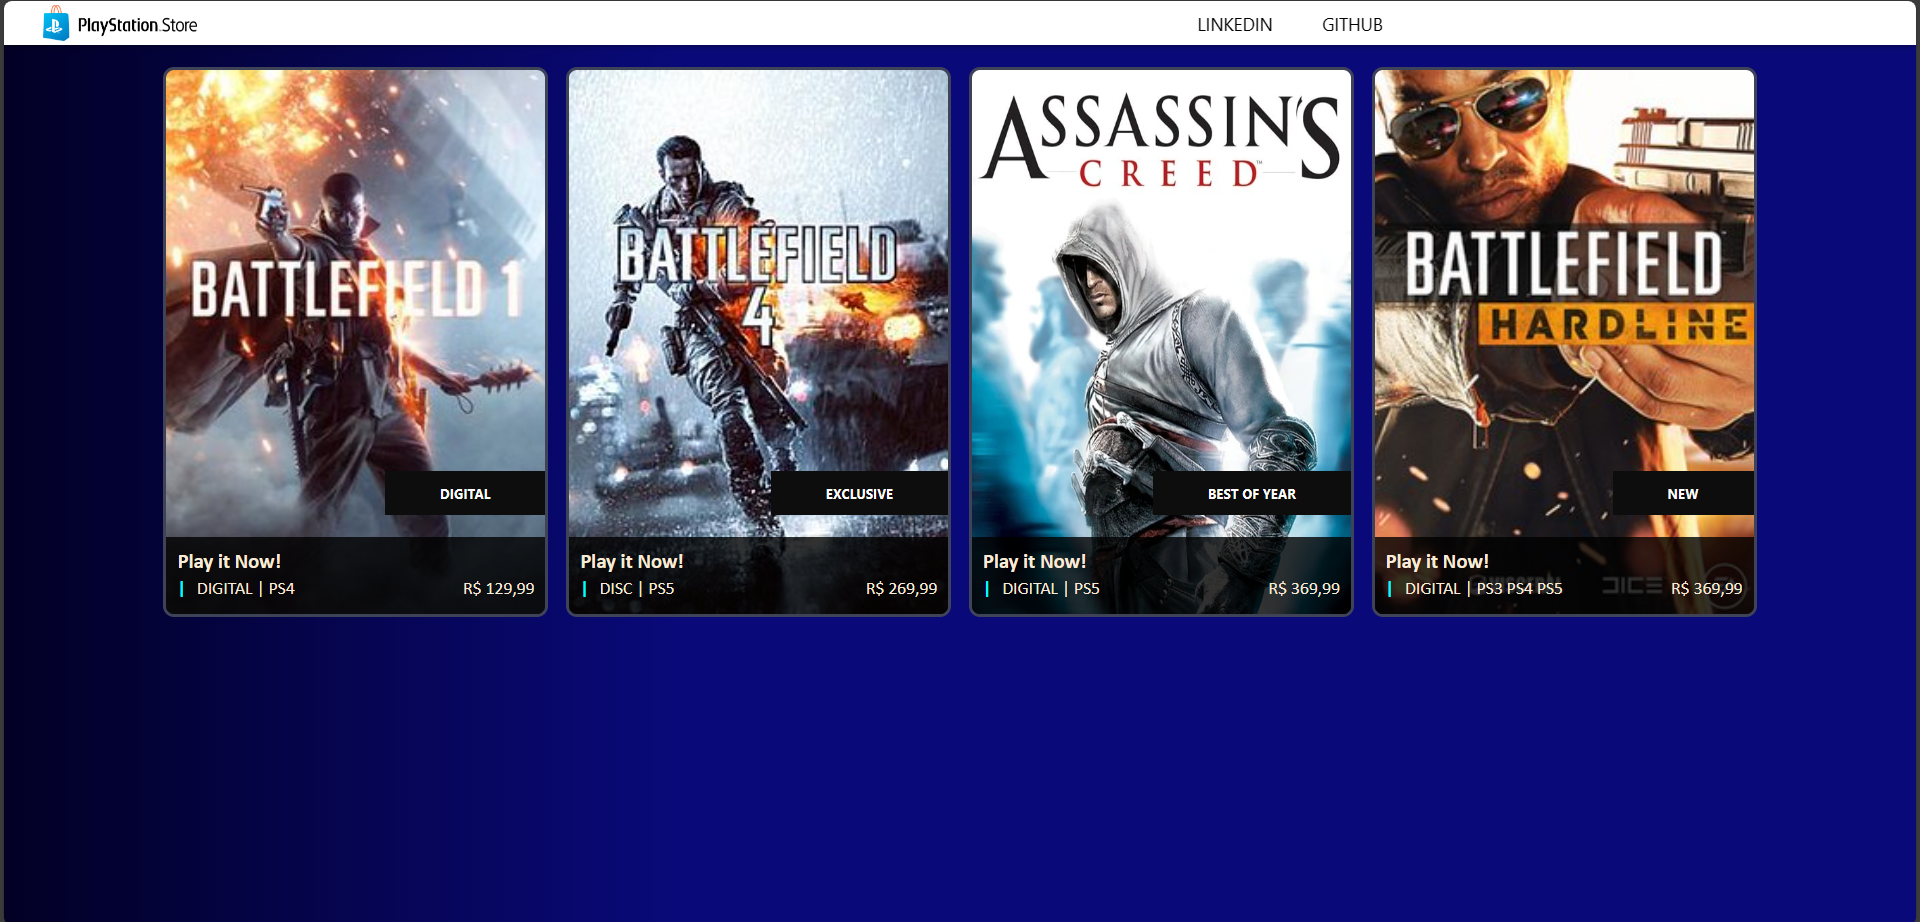 PlayStation.Store
LINKEDIN
GITHUB
BATTLEFIELD 1
DIGITAL
Play it Now!
DIGITAL | PS4
R$ 129,99
BATTLEFIELD
4
EXCLUSIVE
Play it Now!
DISC | PS5
R$ 269,99
ASSASSIN'S
CREED™
BEST OF YEAR
Play it Now!
DIGITAL | PS5
R$ 369,99
BATTLEFIELD
HARDLINE
NEW
Play it Now!
DIGITAL | PS3 PS4 PS5
DICE
R$ 369,99